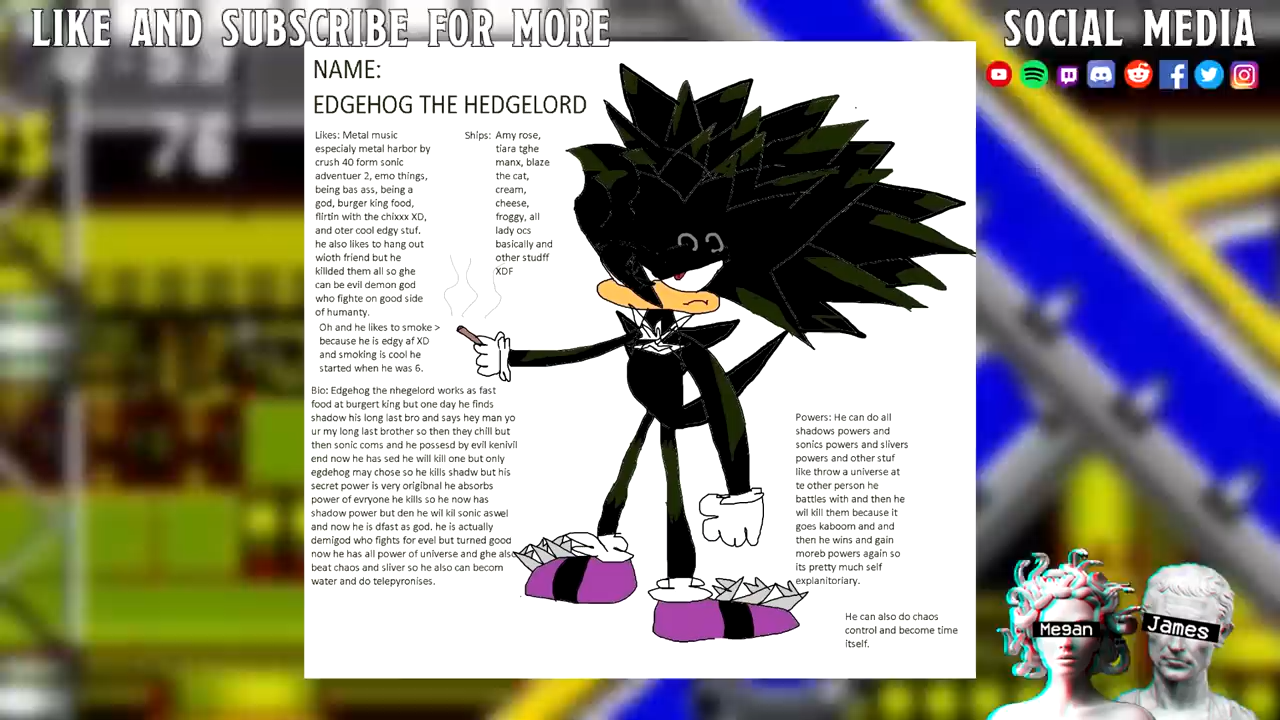 LIKE AND SUBSCRIBE FOR MORE
SOCIAL MEDIA
NAME:
EDGEHOG THE HEDGELORD
Likes: Metal music
especialy metal harbor by
crush 40 form sonic
adventuer 2, emo things,
being bas ass, being a
god, burger king food,
flirtin with the chixxx XD,
and oter cool edgy stuf.
he also likes to hang out
wioth friend but he
killded them all so ghe
can be evil demon god
who fighte on good side
of humanty.
Oh and he likes to smoke >
because he is edgy af XD
and smoking is cool he
started when he was 6.
Ships: Amy rose,
tiara tghe
manx, blaze
the cat,
cream,
cheese,
froggy, all
lady ocs
basically and
other studff
XDF
Bio: Edgehog the nhegelord works as fast
food at burgert king but one day he finds
shadow his long last bro and says hey man yo
ur my long last brother so then they chill but
then sonic coms and he possesd by evil kenivil
end now he has sed he will kill one but only
egdehog may chose so he kills shadw but his
secret power is very origibnal he absorbs
power of evryone he kills so he now has
shadow power but den he wil kil sonic aswel
and now he is dfast as god. he is actually
demigod who fights for evel but turned good
now he has all power of universe and ghe also
beat chaos and sliver so he also can becom
water and do telepyronises.
Powers: He can do all
shadows powers and
sonics powers and slivers
powers and other stuf
like throw a universe at
te other person he
battles with and then he
wil kill them because it
goes kaboom and and
then he wins and gain
moreb powers again so
its pretty much self
explanitoriary.
He can also do chaos
control and become time
itself.
Megan
James